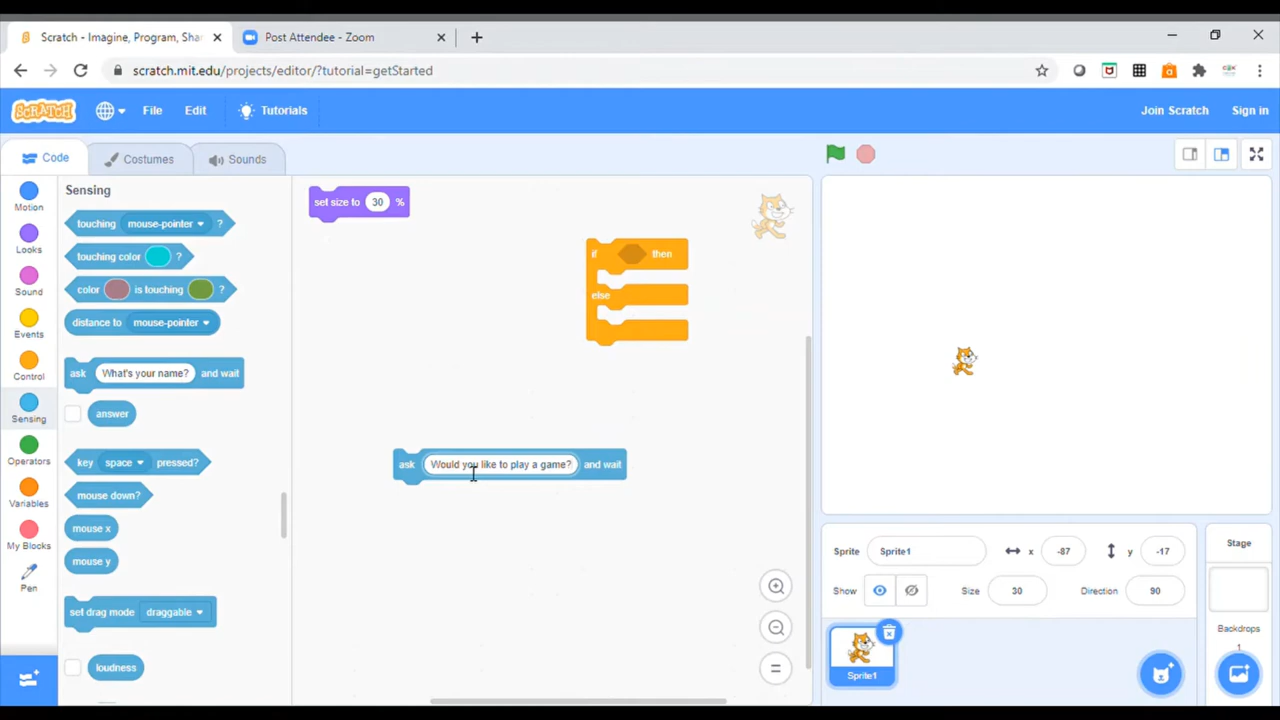 Scratch - Imagine, Program, Sha
Post Attendee - Zoom
scratch.mit.edu/projects/editor/?tutorial=getStarted
SCRATCH
File
Edit
Tutorials
Join Scratch
Sign in
Code
Costumes
Sounds
Motion
Looks
Sound
Events
Control
Sensing
Operators
Variables
My Blocks
Pen
Sensing
touching mouse-pointer ?
touching color ?
color is touching ?
distance to mouse-pointer
ask What's your name? and wait
answer
key space pressed?
mouse down?
mouse x
mouse y
set drag mode draggable
loudness
set size to 30 %
if then
else
ask Would you like to play a game? and wait
Sprite Sprite1 x -87 y -17
Show Size 30 Direction 90
Sprite1
Stage
Backdrops
1